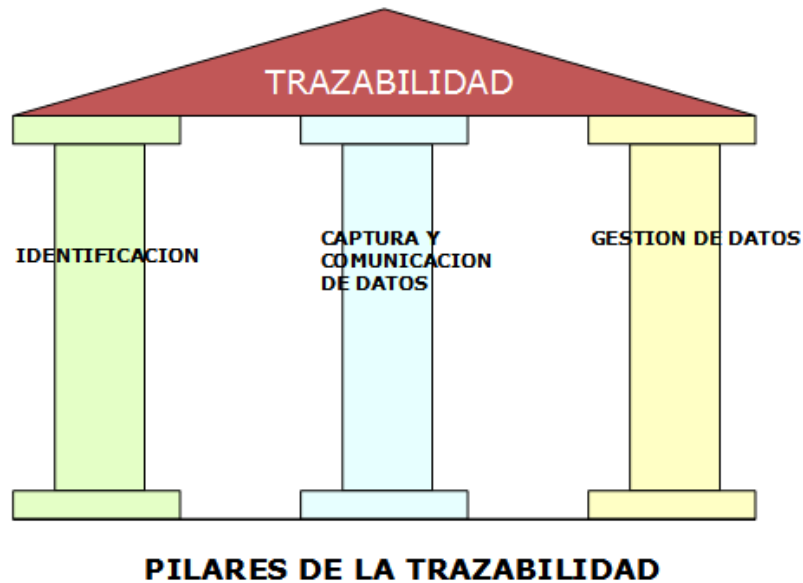 TRAZABILIDAD
IDENTIFICACION
CAPTURA Y
COMUNICACION
DE DATOS
GESTION DE DATOS
PILARES DE LA TRAZABILIDAD